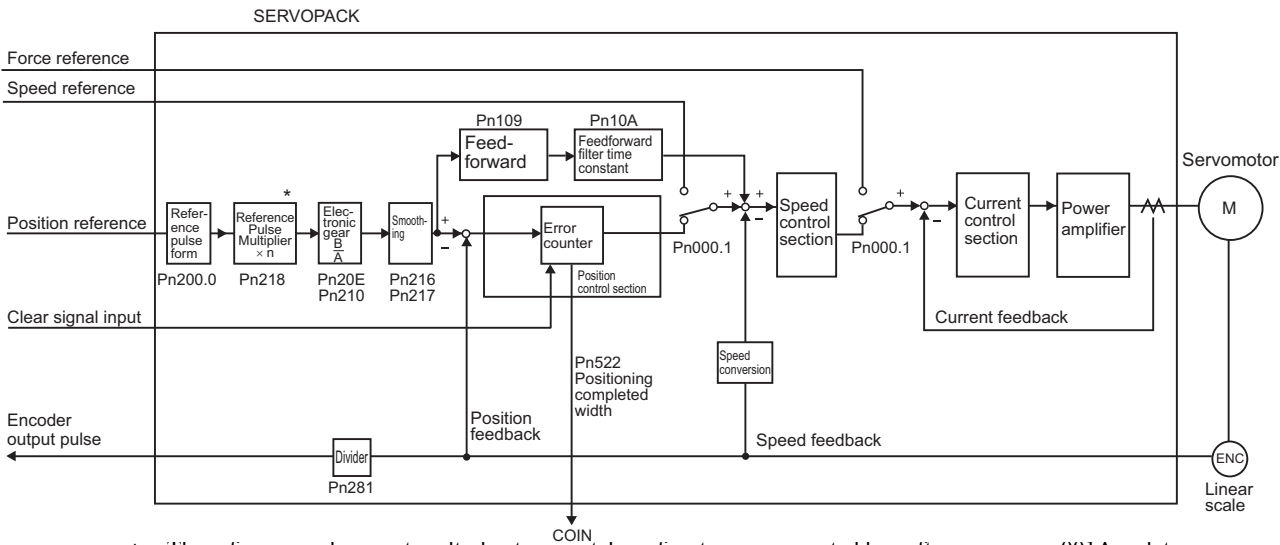 SERVOPACK
Force reference
Speed reference
Pn109
Pn10A
Feed-
forward
Feedforward
filter time
constant
Servomotor
Position reference
Refer-
ence
pulse
form
Pn200.0
*
Reference
Pulse
Multiplier
× n
Pn218
Elec-
tronic
gear
B
A
Pn20E
Pn210
Smooth-
ing
Pn216
Pn217
+
−
Error
counter
Position
control section
Pn000.1
+
+
−
Speed
control
section
Pn000.1
+
−
Current
control
section
Power
amplifier
M
Clear signal input
Current feedback
Speed
conversion
Pn522
Positioning
completed
width
Encoder
output pulse
Position
feedback
Speed feedback
Divider
Pn281
ENC
Linear
scale
COIN